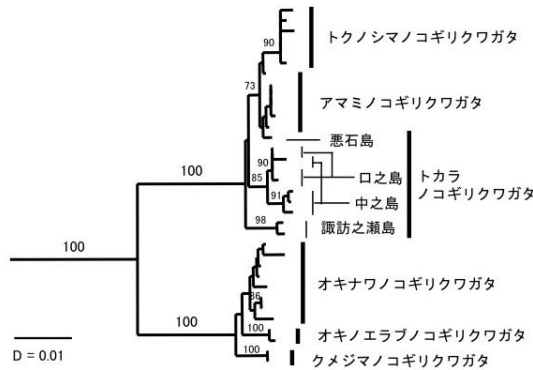 90
トクノシマノコギリクワガタ
73
アマミノコギリクワガタ
悪石島
90
トカラ
ノコギリクワガタ
100
85
口之島
91
中之島
98
諏訪之瀬島
100
オキナワノコギリクワガタ
86
100
100
オキノエラブノコギリクワガタ
D = 0.01
100
クメジマノコギリクワガタ